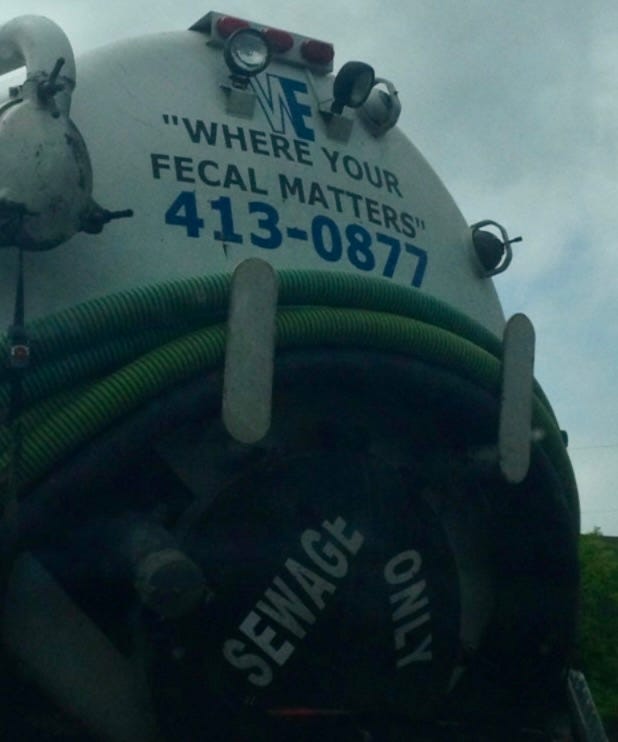 WE
"WHERE YOUR
FECAL MATTERS"
413-0877
SEWAGE
ONLY